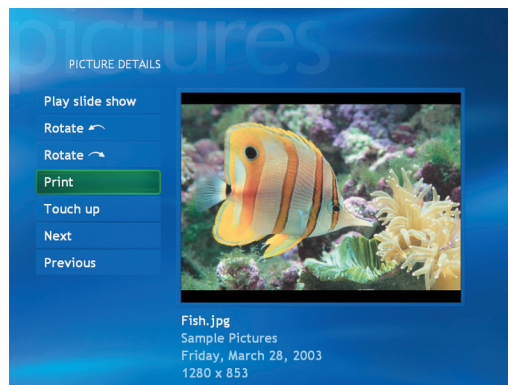 pictures
PICTURE DETAILS
Play slide show
Rotate
Rotate
Print
Touch up
Next
Previous
Fish.jpg
Sample Pictures
Friday, March 28, 2003
1280 x 853